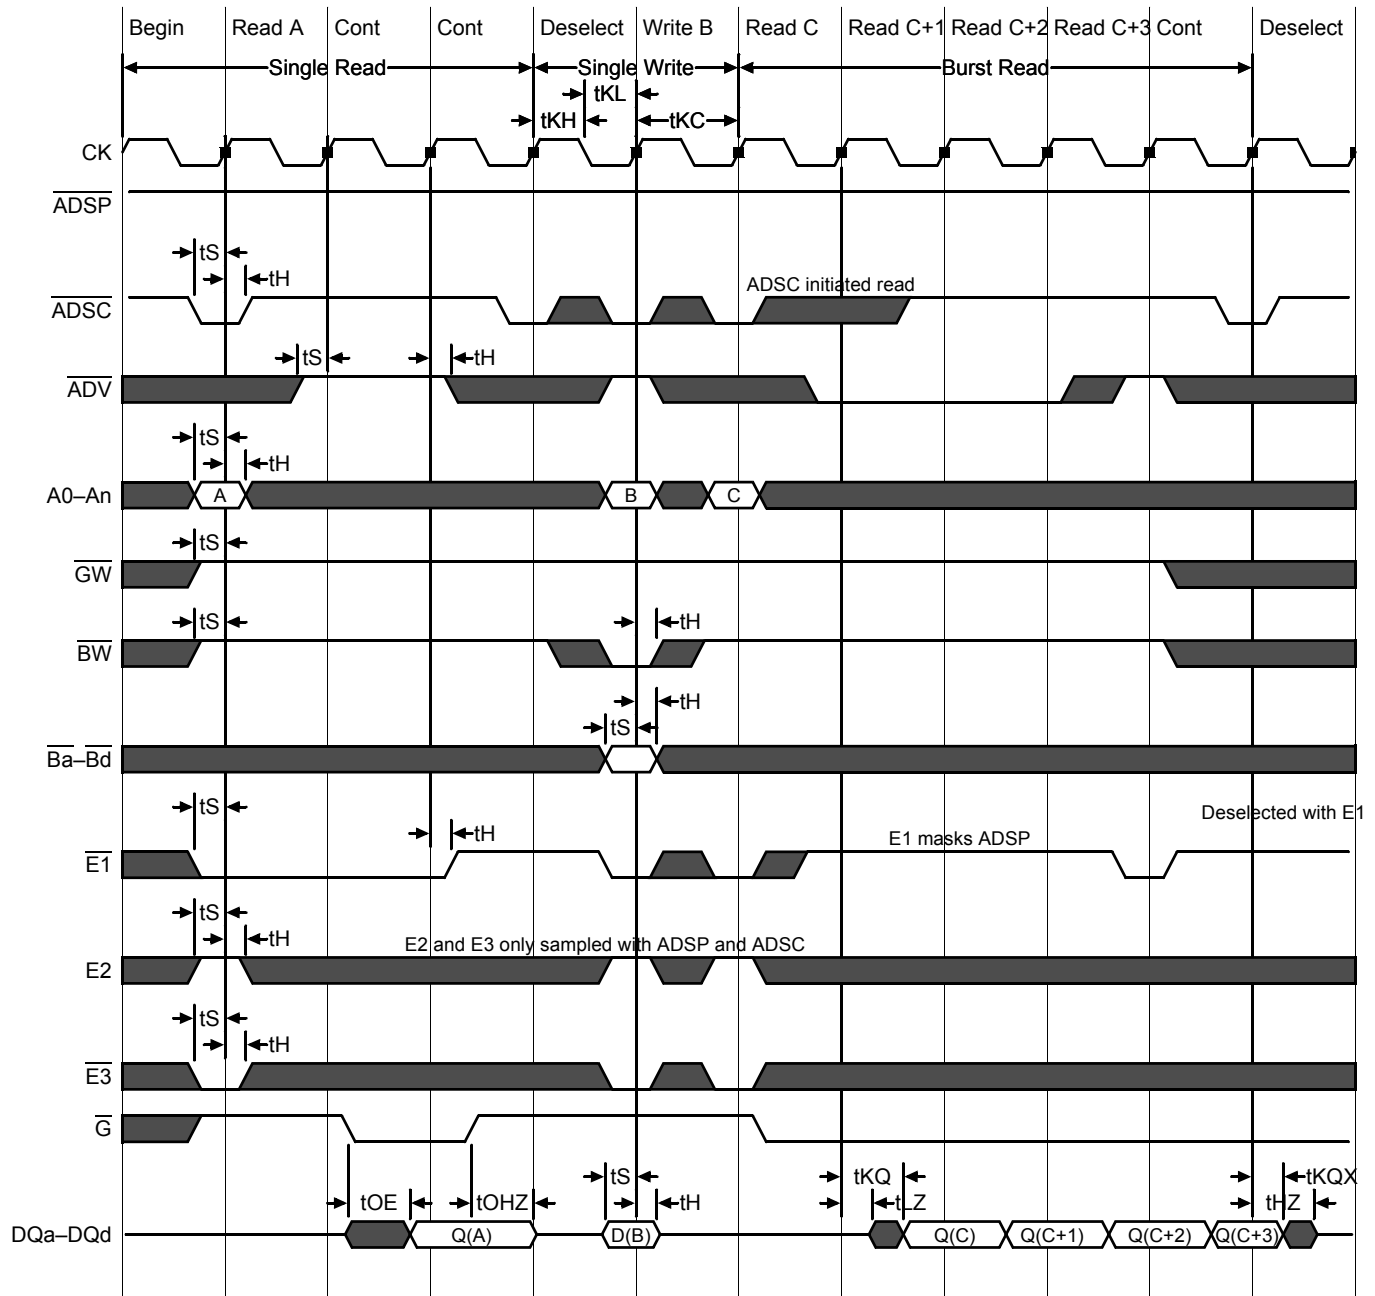 Begin Read A Cont Cont Deselect Write B Read C Read C+1 Read C+2 Read C+3 Cont Deselect
Single Read Single Write Burst Read
tKL
tKH tKC
CK
ADSP
tS
tH
ADSC initiated read
ADSC
tS tH
ADV
tS
tH
A0–An A B C
tS
GW
tS tH
BW
tH
tS
Ba–Bd
tS Deselected with E1
tH E1 masks ADSP
E1
tS
tH E2 and E3 only sampled with ADSP and ADSC
E2
tS
tH
E3
G
tS tKQ tKQX
tOE tOHZ tH tLZ tHZ
DQa–DQd Q(A) D(B) Q(C) Q(C+1) Q(C+2) Q(C+3)